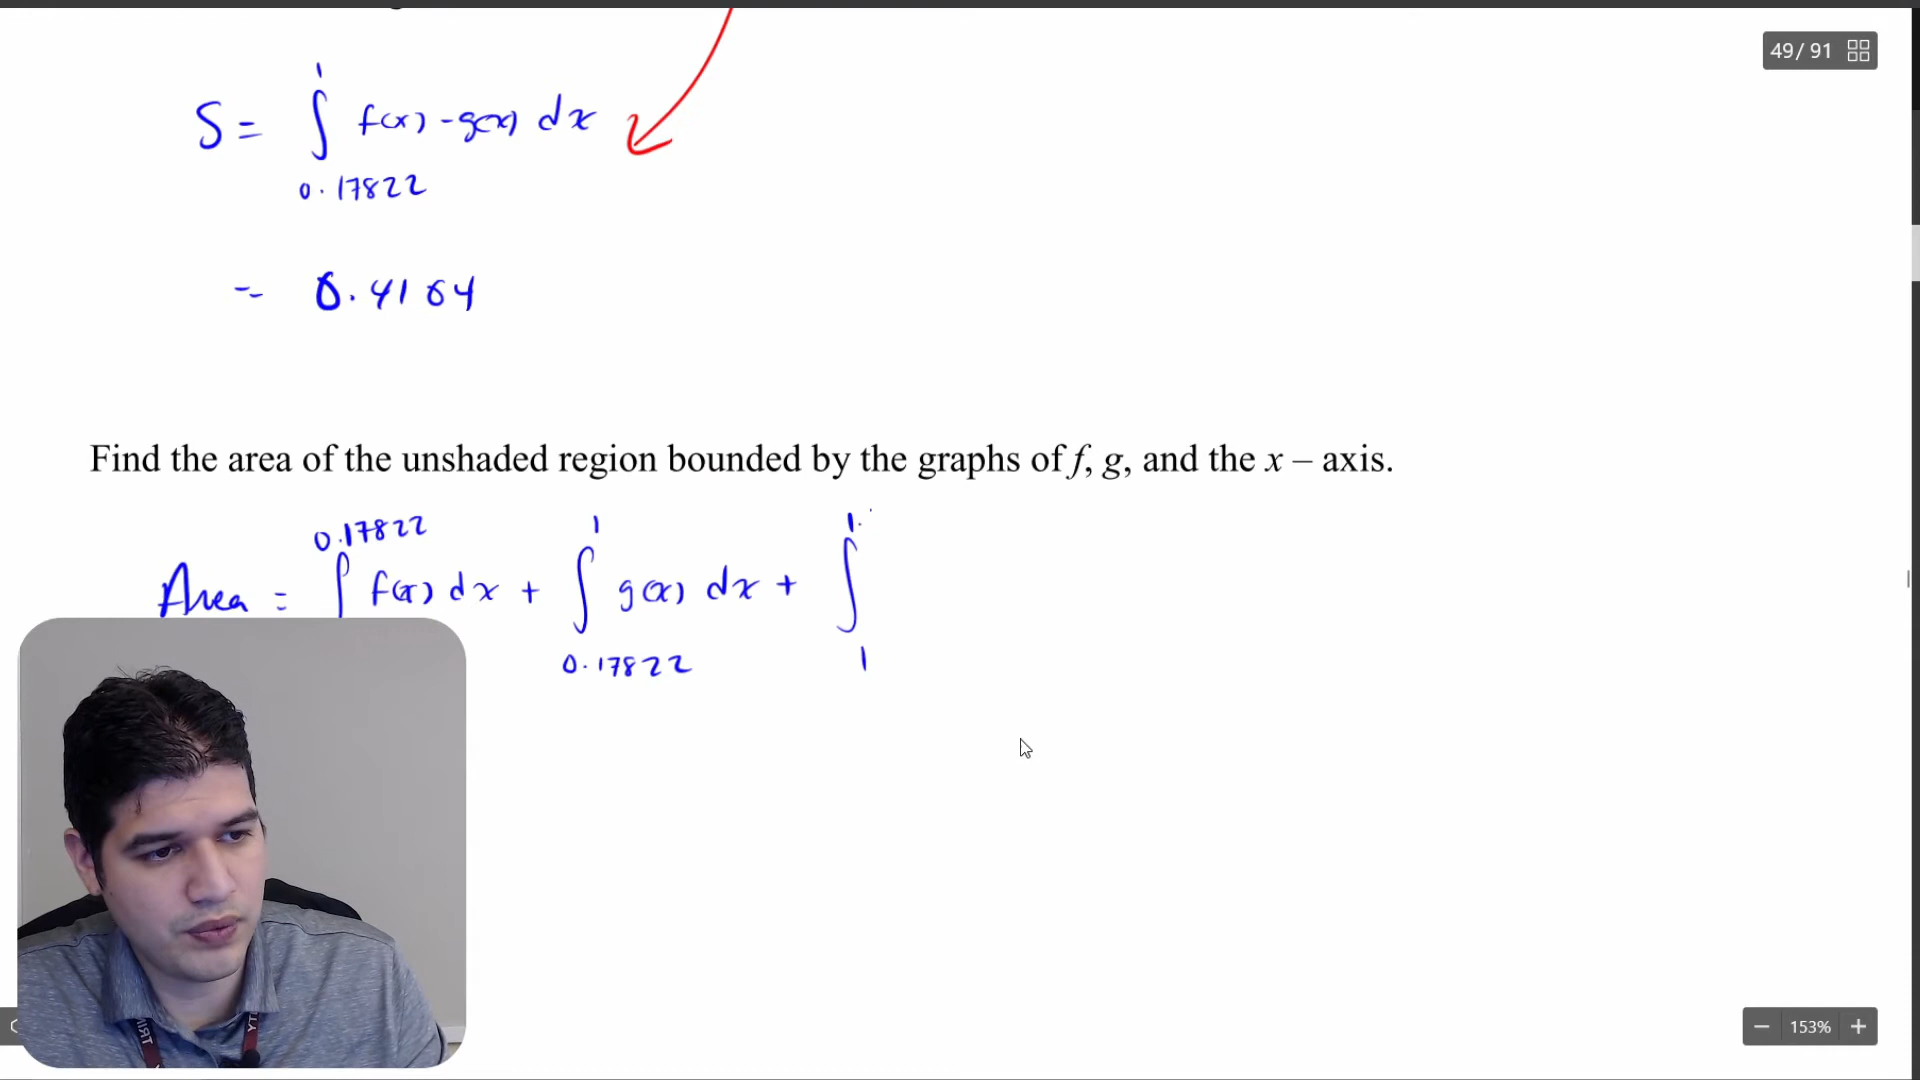 49/ 91
S = ∫ f(x) - g(x) dx
1
0.17822
= 0.4164
Find the area of the unshaded region bounded by the graphs of f, g, and the x – axis.
0.17822 1 1.
Area = ∫ f(x) dx + ∫ g(x) dx + ∫
0.17822 1
153%